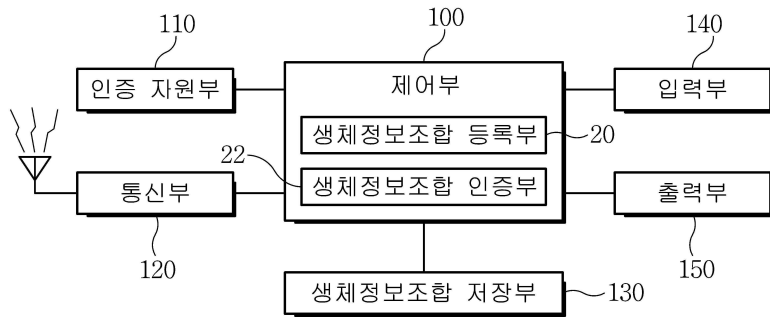 110
100
140
인증 자원부
제어부
입력부
생체정보조합 등록부
20
22
생체정보조합 인증부
통신부
출력부
120
150
생체정보조합 저장부
130